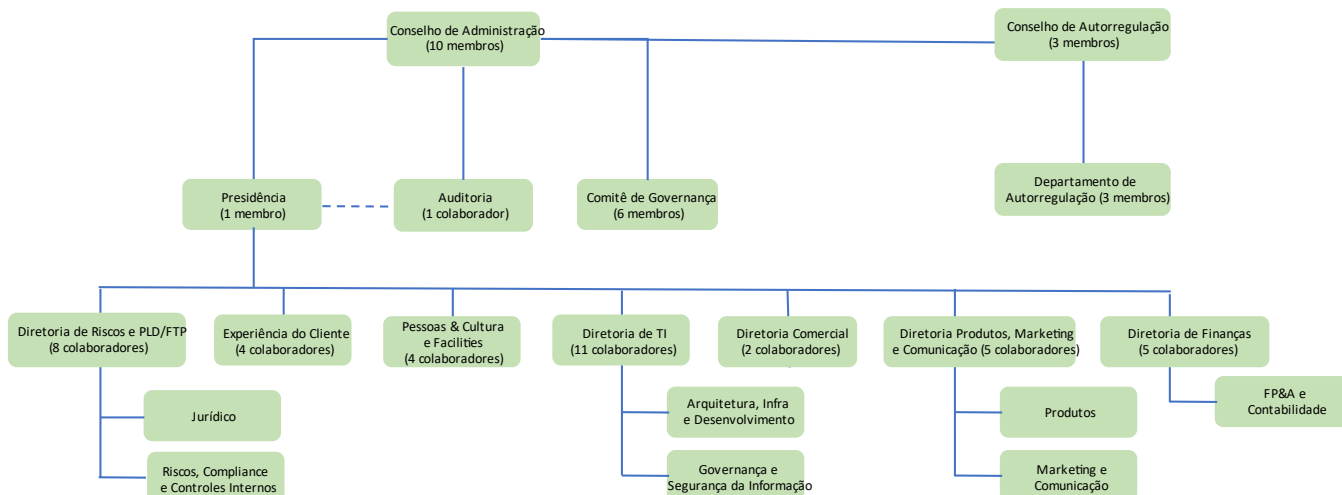 Conselho de Administração
(10 membros)
Conselho de Autorregulação
(3 membros)
Presidência
(1 membro)
Auditoria
(1 colaborador)
Comitê de Governança
(6 membros)
Departamento de
Autorregulação (3 membros)
Diretoria de Riscos e PLD/FTP
(8 colaboradores)
Experiência do Cliente
(4 colaboradores)
Pessoas & Cultura
e Facilities
(4 colaboradores)
Diretoria de TI
(11 colaboradores)
Diretoria Comercial
(2 colaboradores)
Diretoria Produtos, Marketing
e Comunicação (5 colaboradores)
Diretoria de Finanças
(5 colaboradores)
Jurídico
Arquitetura, Infra
e Desenvolvimento
Produtos
FP&A e
Contabilidade
Riscos, Compliance
e Controles Internos
Governança e
Segurança da Informação
Marketing e
Comunicação